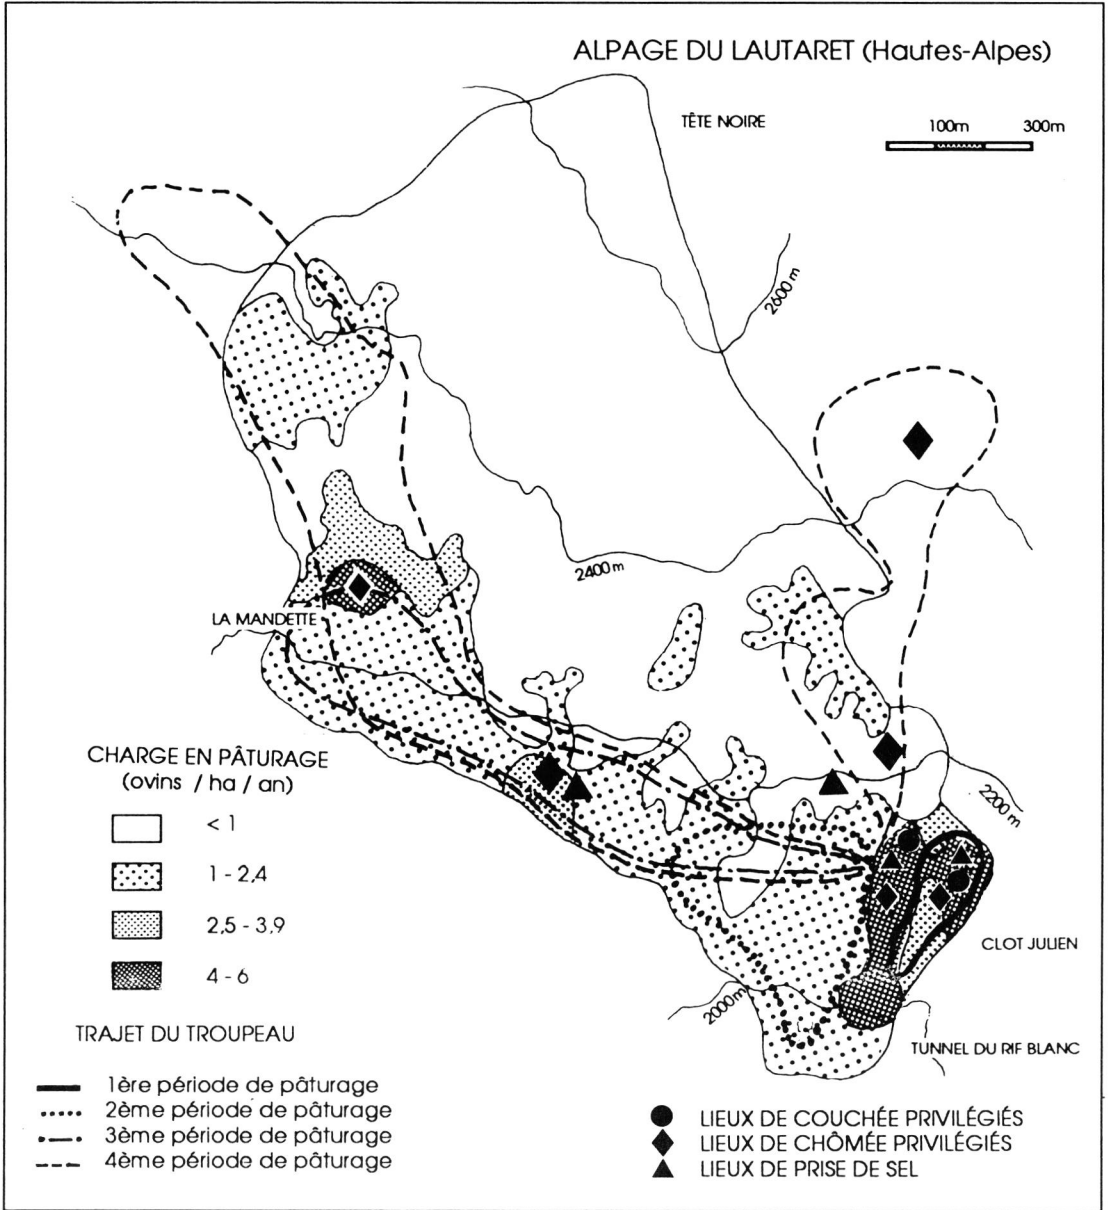 ALPAGE DU LAUTARET (Hautes-Alpes)
TÊTE NOIRE
100m 300m
2600 m
2400 m
LA MANDETTE
2200 m
CLOT JULIEN
2000 m
TUNNEL DU RIF BLANC
CHARGE EN PÂTURAGE
(ovins / ha / an)
< 1
1 - 2,4
2,5 - 3,9
4 - 6
TRAJET DU TROUPEAU
1ère période de pâturage
2ème période de pâturage
3ème période de pâturage
4ème période de pâturage
LIEUX DE COUCHÉE PRIVILÉGIÉS
LIEUX DE CHÔMÉE PRIVILÉGIÉS
LIEUX DE PRISE DE SEL